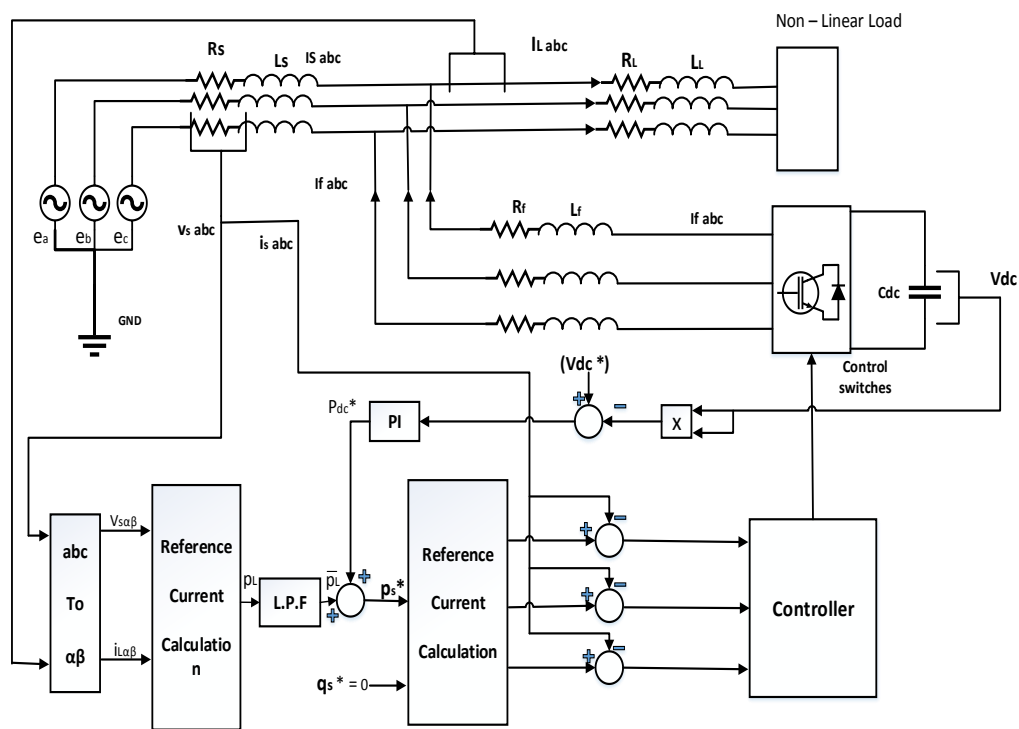 Non – Linear Load
Rs
Ls
IS abc
IL abc
RL
LL
If abc
ea
eb
ec
vs abc
is abc
GND
Rf
Lf
If abc
Cdc
Vdc
Control
switches
(Vdc *)
+
–
Pdc*
PI
X
abc
To
αβ
Vsαβ
iLαβ
Reference
Current
Calculatio
n
pL
L.P.F
p̅L
+
+
ps*
qs* = 0
Reference
Current
Calculation
+
–
+
–
+
–
Controller